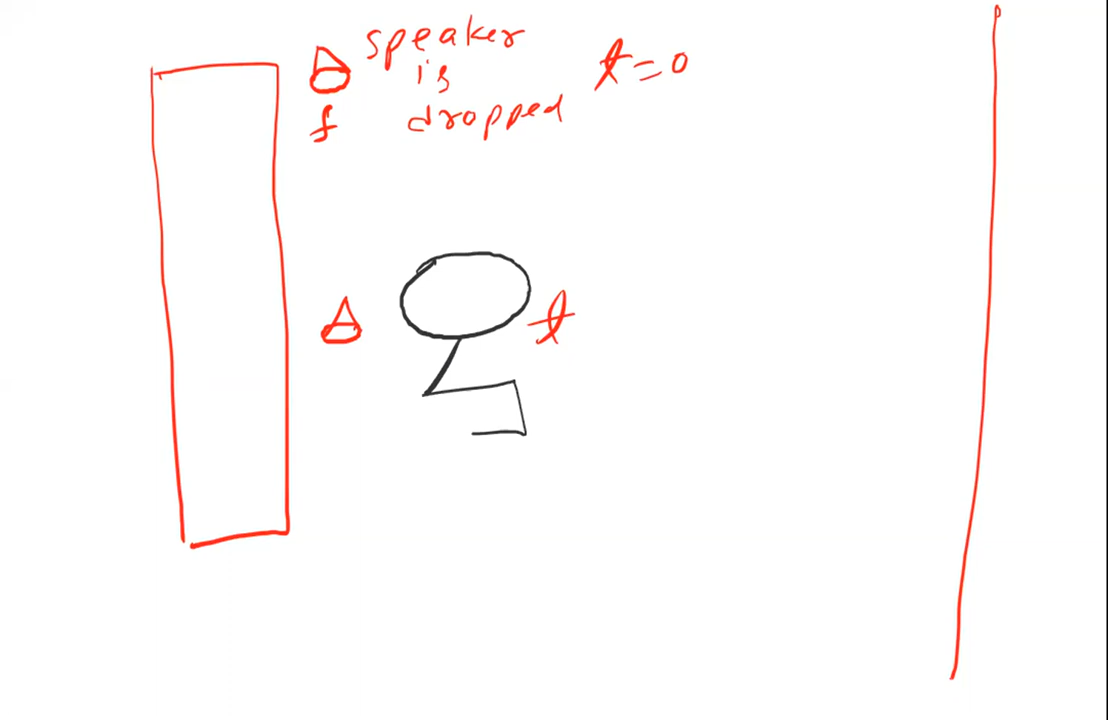 speaker
is t = 0
f dropped
t